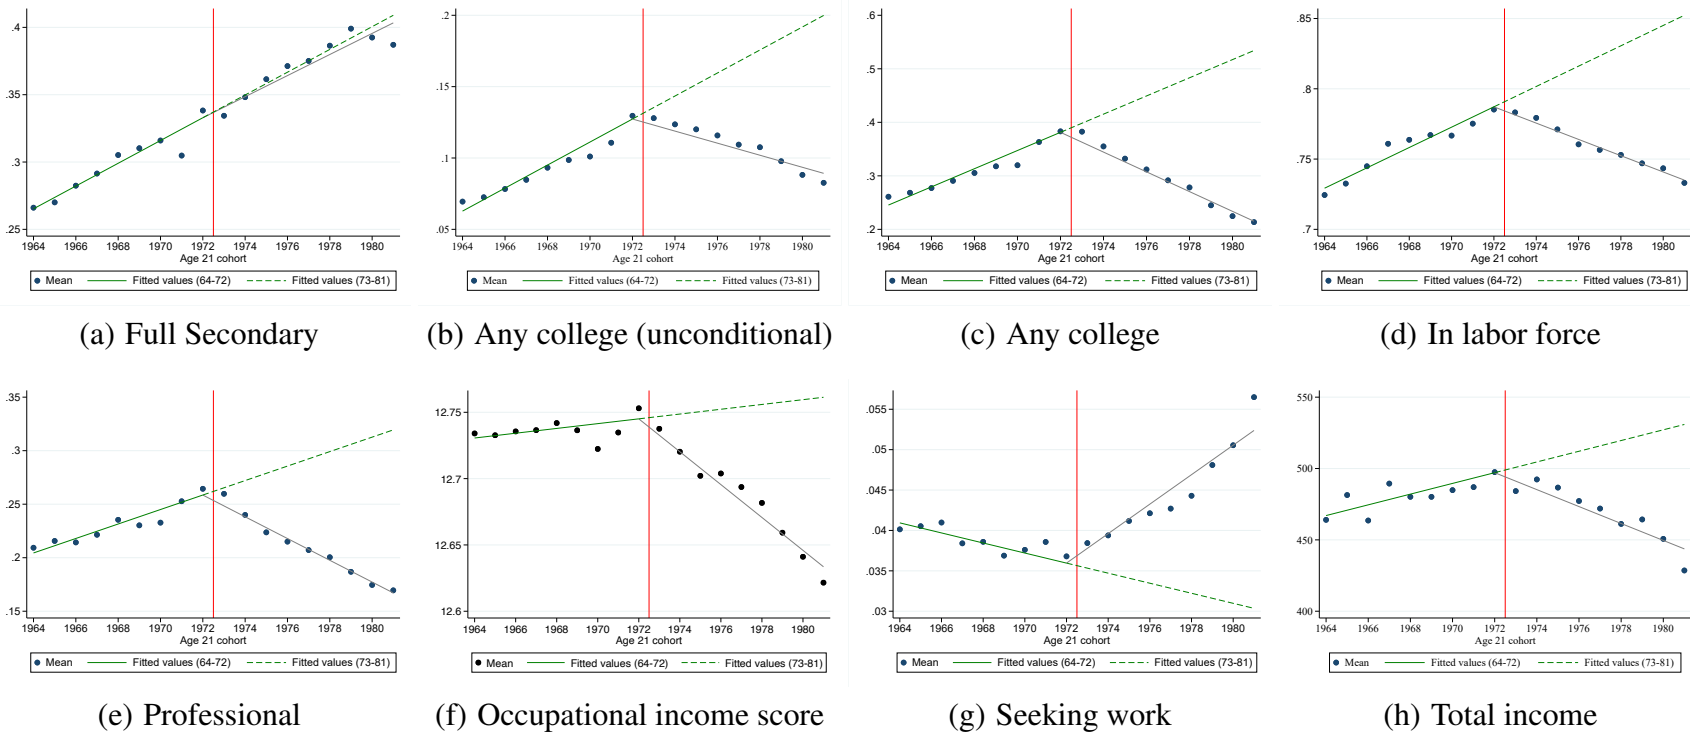 .4
.35
.3
.25
1964 1966 1968 1970 1972 1974 1976 1978 1980
Age 21 cohort
Mean Fitted values (64-72) Fitted values (73-81)
(a) Full Secondary
.2
.15
.1
.05
1964 1966 1968 1970 1972 1974 1976 1978 1980
Age 21 cohort
Mean Fitted values (64-72) Fitted values (73-81)
(b) Any college (unconditional)
.6
.5
.4
.3
.2
1964 1966 1968 1970 1972 1974 1976 1978 1980
Age 21 cohort
Mean Fitted values (64-72) Fitted values (73-81)
(c) Any college
.85
.8
.75
.7
1964 1966 1968 1970 1972 1974 1976 1978 1980
Age 21 cohort
Mean Fitted values (64-72) Fitted values (73-81)
(d) In labor force
.35
.3
.25
.2
.15
1964 1966 1968 1970 1972 1974 1976 1978 1980
Age 21 cohort
Mean Fitted values (64-72) Fitted values (73-81)
(e) Professional
12.75
12.7
12.65
12.6
1964 1966 1968 1970 1972 1974 1976 1978 1980
Age 21 cohort
Mean Fitted values (64-72) Fitted values (73-81)
(f) Occupational income score
.055
.05
.045
.04
.035
.03
1964 1966 1968 1970 1972 1974 1976 1978 1980
Age 21 cohort
Mean Fitted values (64-72) Fitted values (73-81)
(g) Seeking work
550
500
450
400
1964 1966 1968 1970 1972 1974 1976 1978 1980
Age 21 cohort
Mean Fitted values (64-72) Fitted values (73-81)
(h) Total income